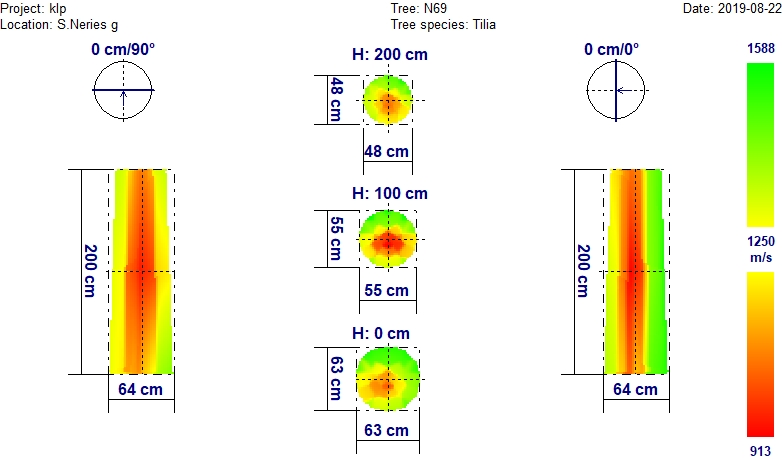 Project: klp
Tree: N69
Date: 2019-08-22
Location: S.Neries g
Tree species: Tilia
0 cm/90°
H: 200 cm
0 cm/0°
1588
48 cm
48 cm
H: 100 cm
55 cm
55 cm
200 cm
200 cm
1250
m/s
H: 0 cm
63 cm
63 cm
64 cm
64 cm
913